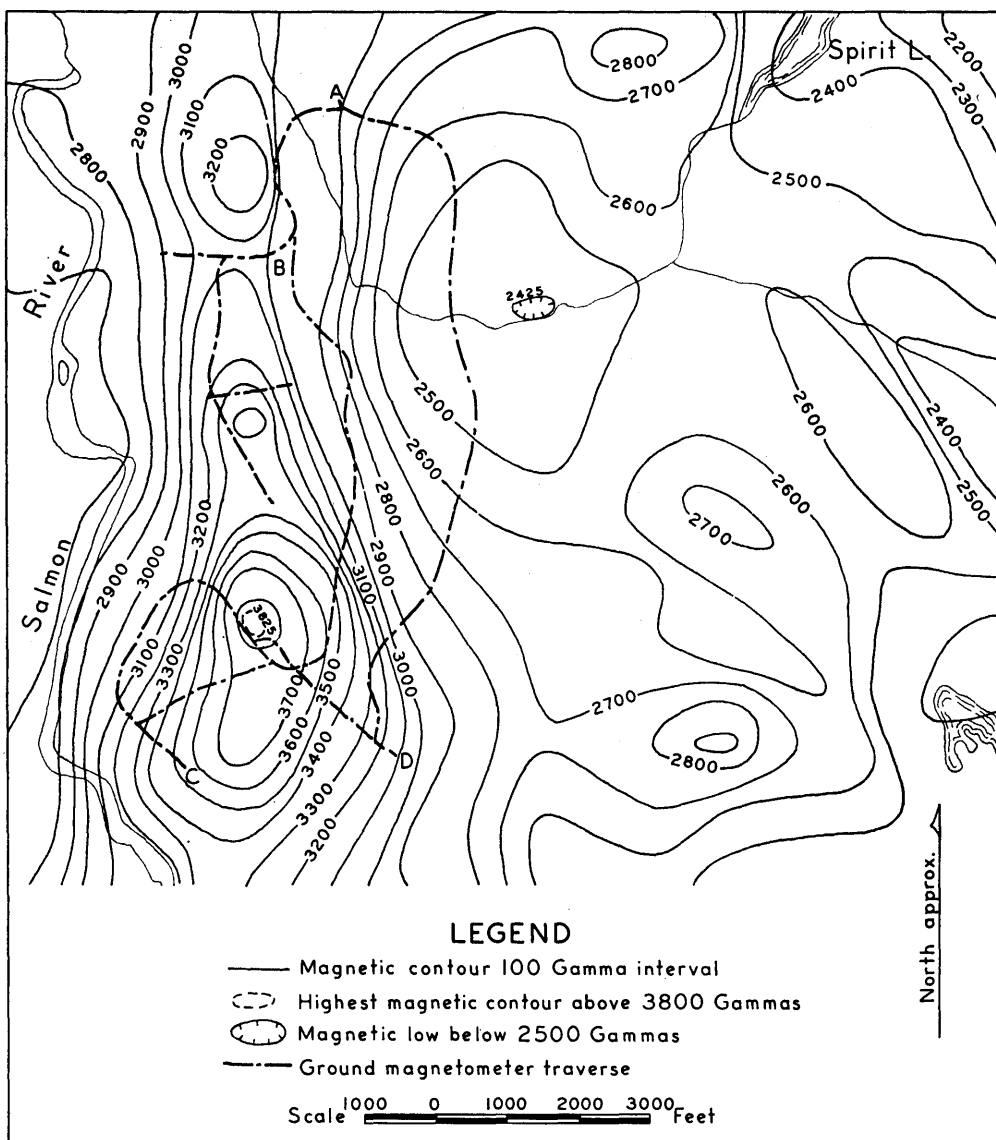 2800
Spirit L.
2200
3000
2700
2400
2300
A
2900
3100
2800
3200
2500
2600
River
B
2425
2500
2600
2400
2600
2600
2800
2500
3200
2700
2900
3000
2900
3100
Salmon
3825
3100
3300
3000
3500
3700
2700
3600
C
D
3400
2800
3300
3200
North approx.
LEGEND
Magnetic contour 100 Gamma interval
Highest magnetic contour above 3800 Gammas
Magnetic low below 2500 Gammas
Ground magnetometer traverse
Scale 1000 0 1000 2000 3000 Feet